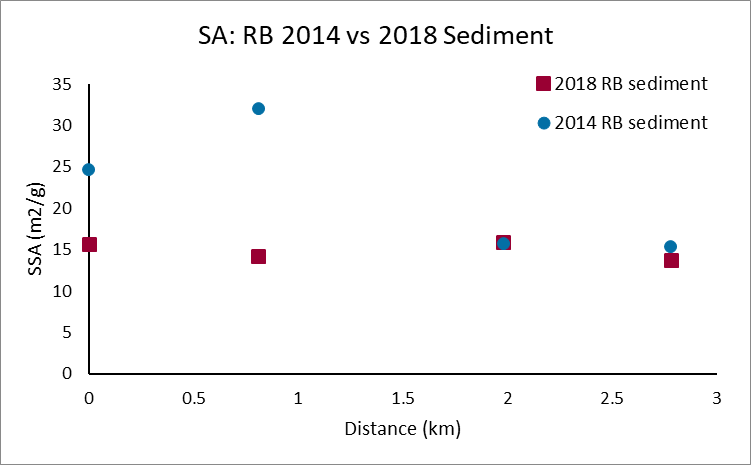 SA: RB 2014 vs 2018 Sediment
2018 RB sediment
2014 RB sediment
SSA (m2/g)
35
30
25
20
15
10
5
0
0 0.5 1 1.5 2 2.5 3
Distance (km)